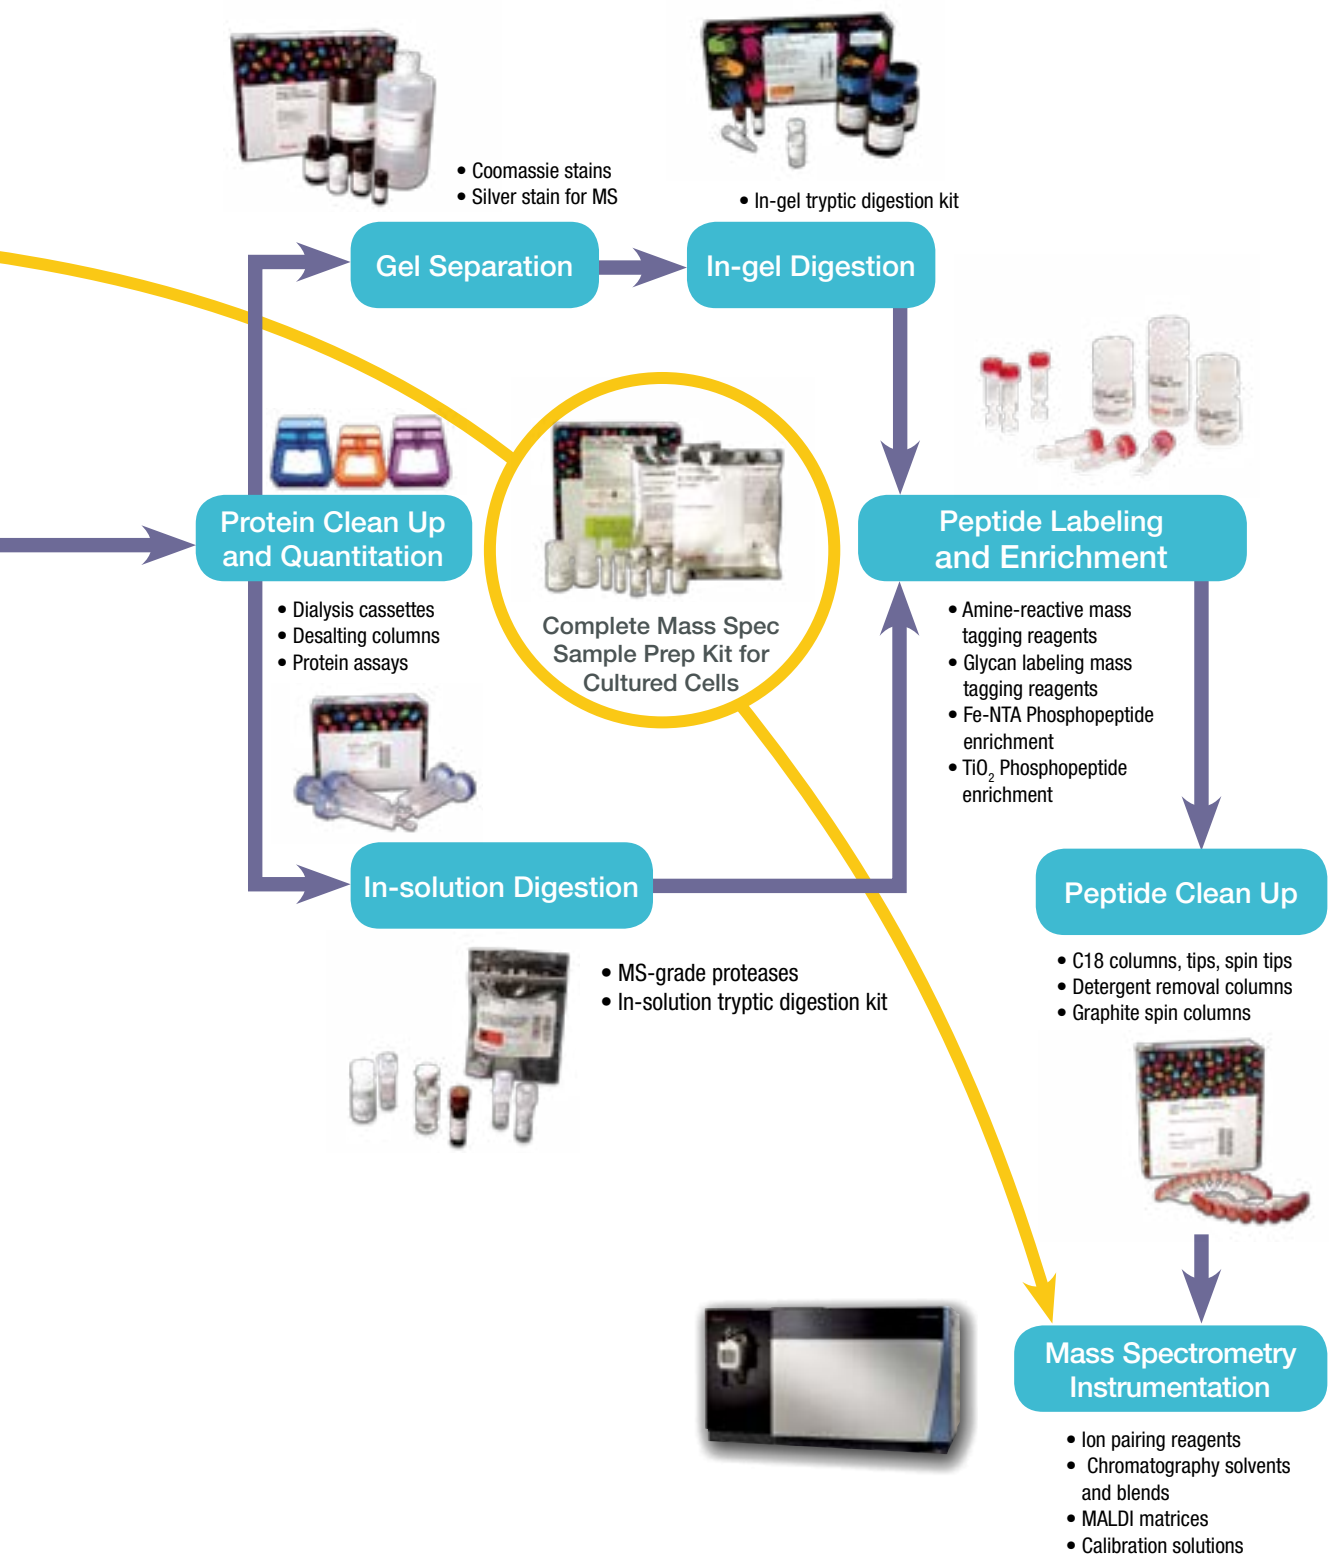 • Coomassie stains
• Silver stain for MS
• In-gel tryptic digestion kit
Gel Separation
In-gel Digestion
Protein Clean Up
and Quantitation
• Dialysis cassettes
• Desalting columns
• Protein assays
Complete Mass Spec
Sample Prep Kit for
Cultured Cells
Peptide Labeling
and Enrichment
• Amine-reactive mass
tagging reagents
• Glycan labeling mass
tagging reagents
• Fe-NTA Phosphopeptide
enrichment
• TiO₂ Phosphopeptide
enrichment
In-solution Digestion
• MS-grade proteases
• In-solution tryptic digestion kit
Peptide Clean Up
• C18 columns, tips, spin tips
• Detergent removal columns
• Graphite spin columns
Mass Spectrometry
Instrumentation
• Ion pairing reagents
• Chromatography solvents
and blends
• MALDI matrices
• Calibration solutions